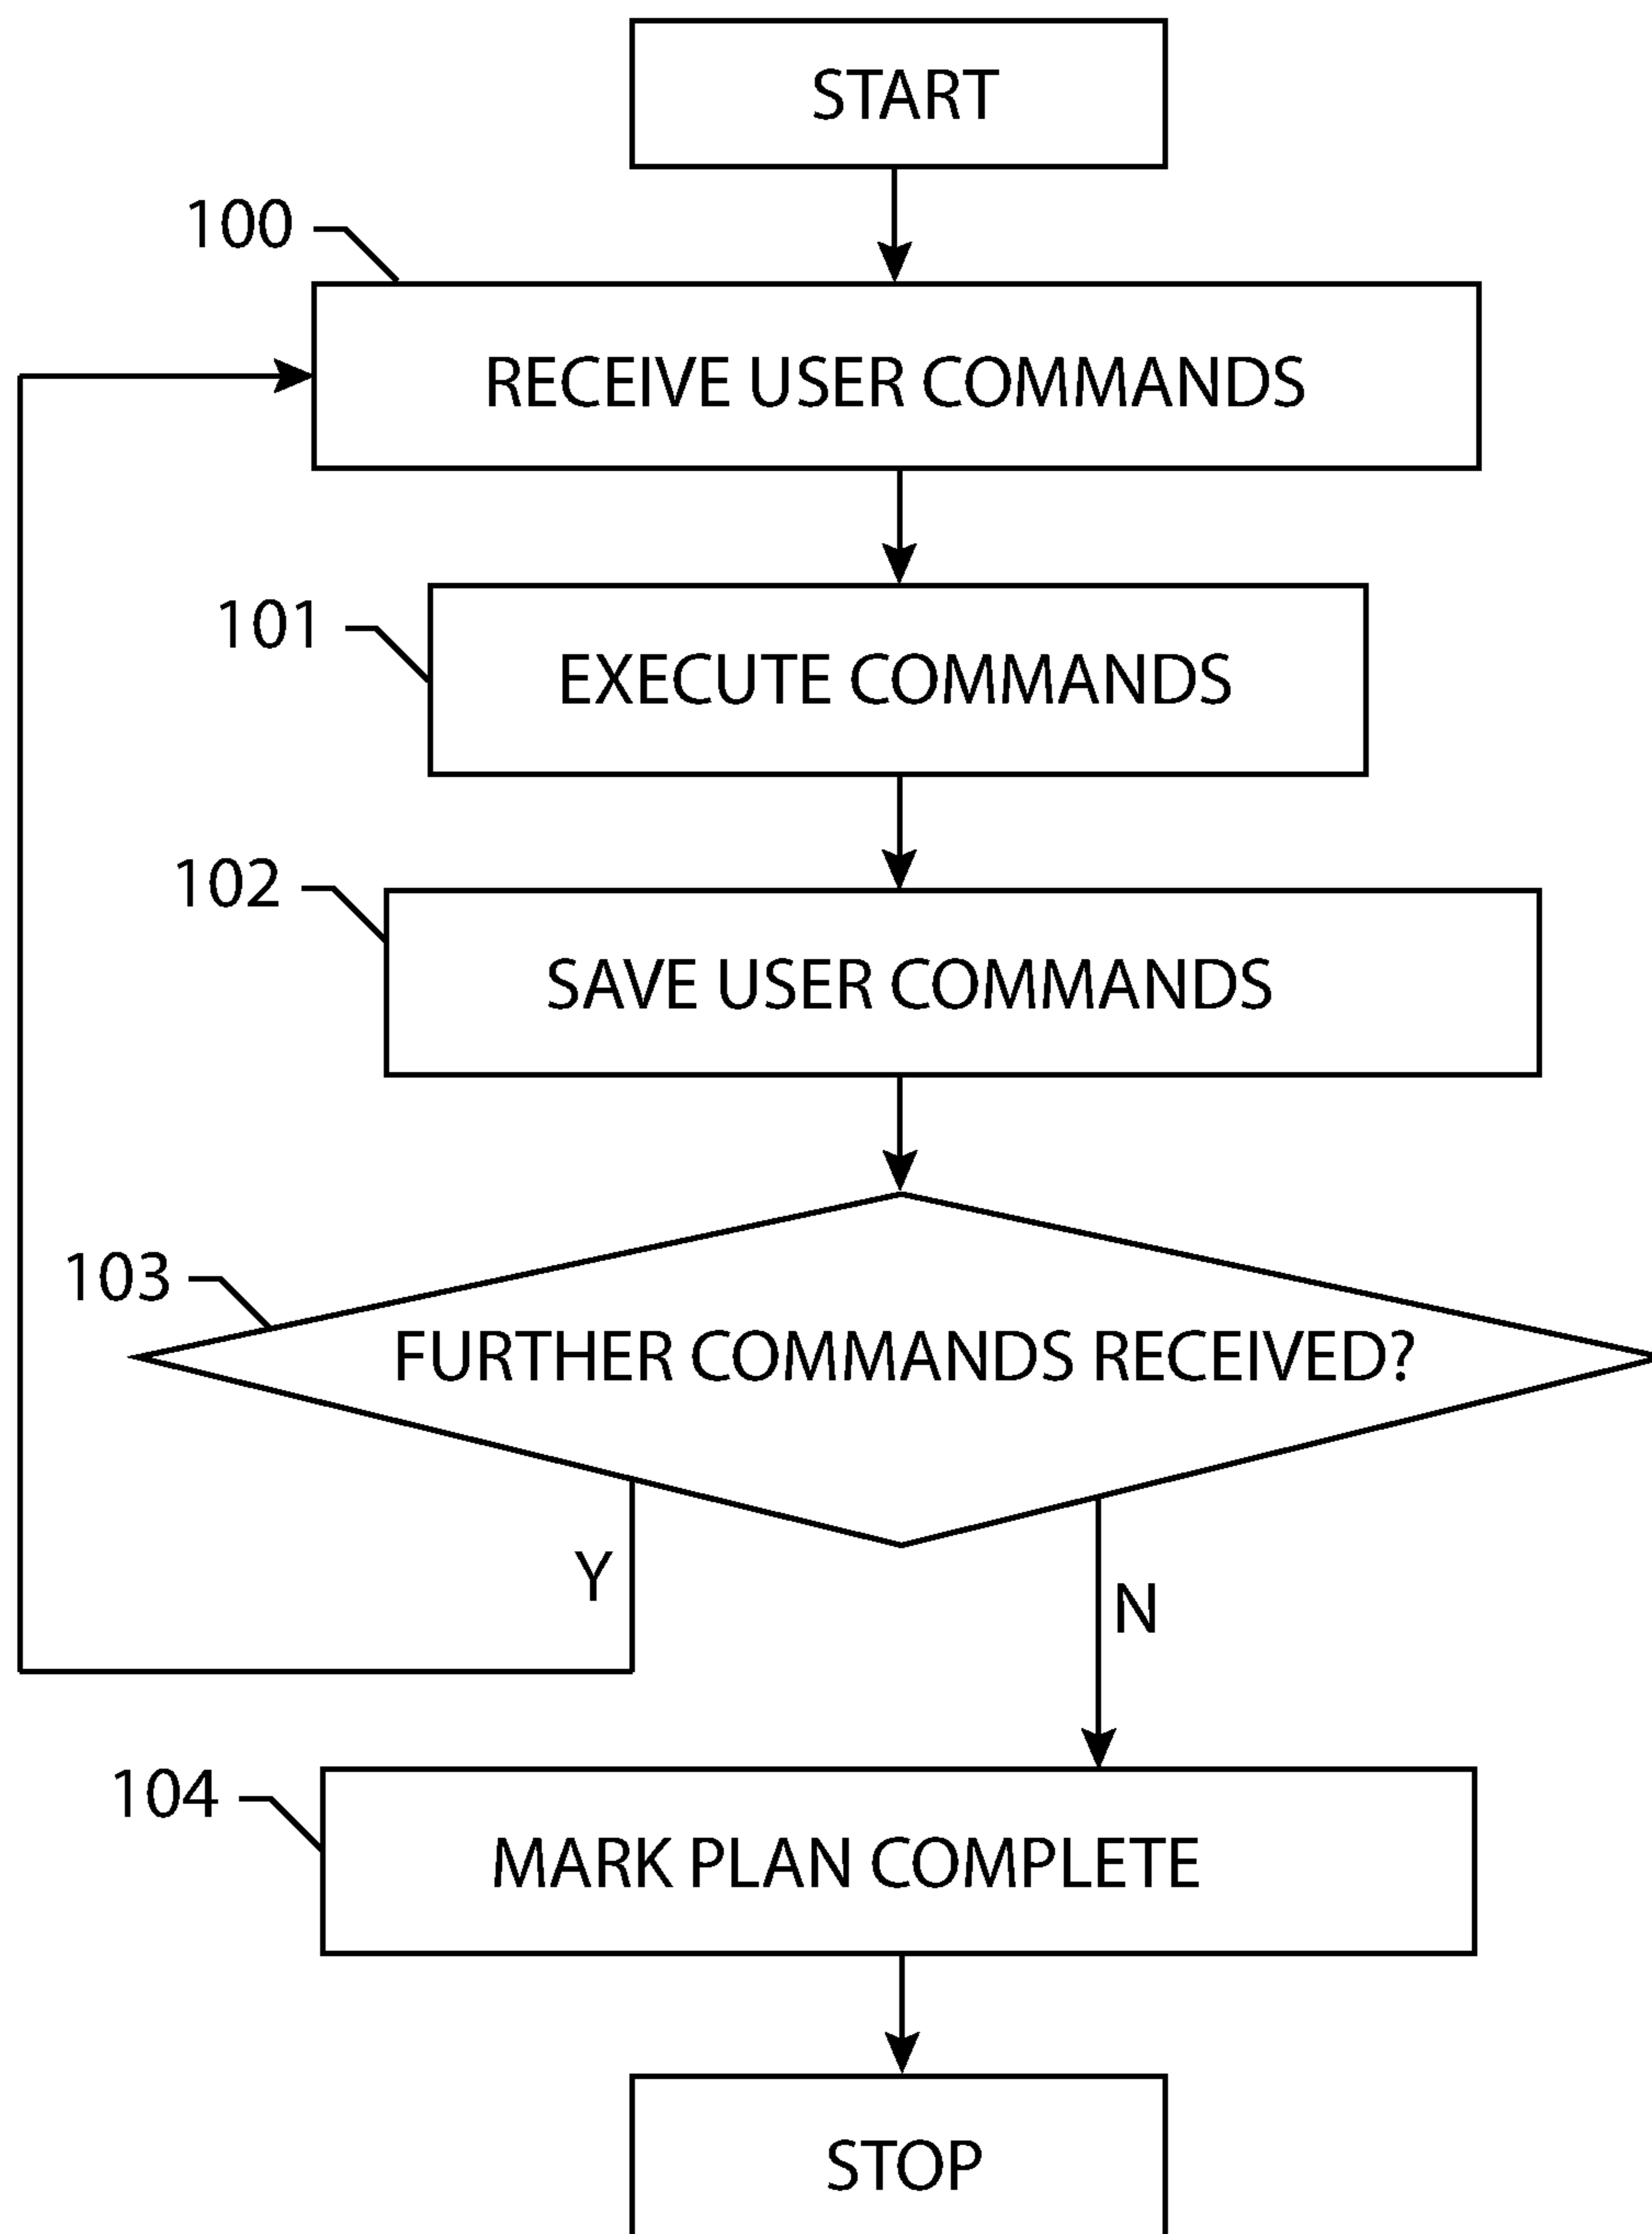 START
100
RECEIVE USER COMMANDS
101
EXECUTE COMMANDS
102
SAVE USER COMMANDS
103
FURTHER COMMANDS RECEIVED?
Y
N
104
MARK PLAN COMPLETE
STOP